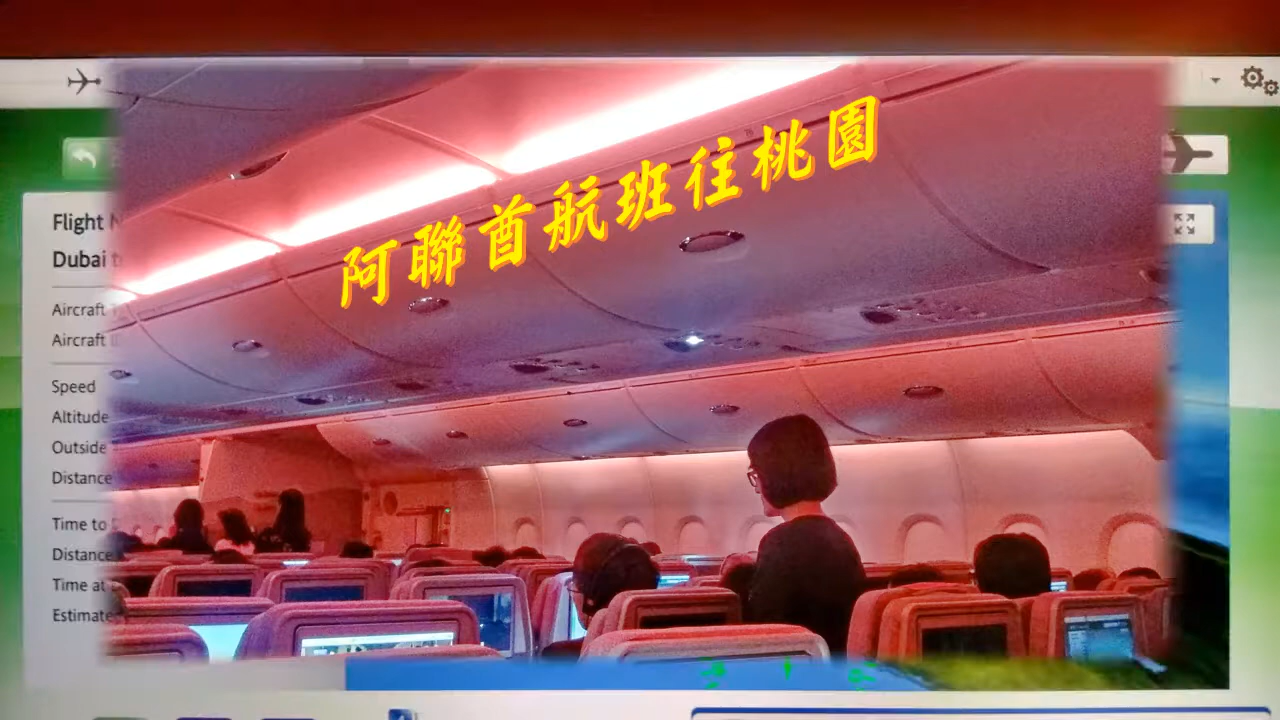 阿聯酋航班往桃園
Flight
Dubai
Aircraft
Aircraft
Speed
Altitude
Outside
Distance
Time to
Distance
Time at
Estimate